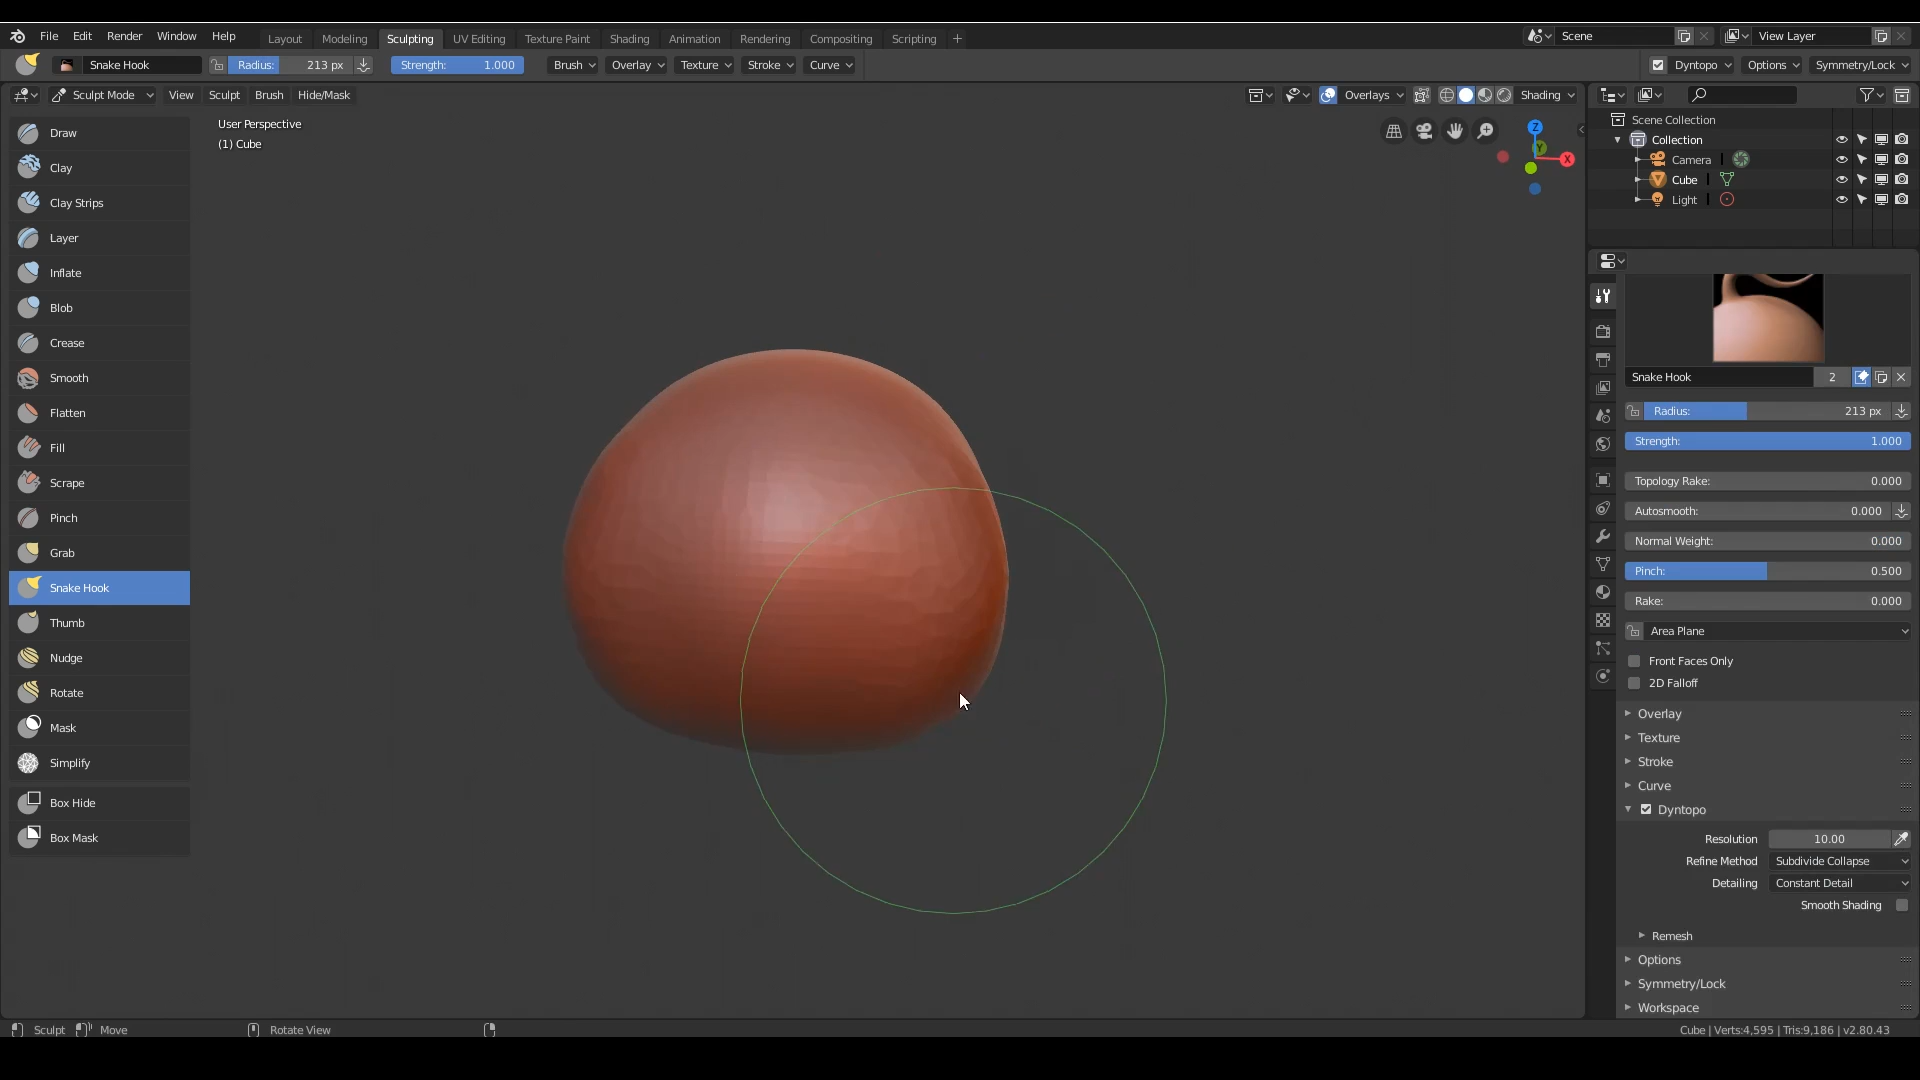 File Edit Render Window Help Layout Modeling Sculpting UV Editing Texture Paint Shading Animation Rendering Compositing Scripting + Scene View Layer
Snake Hook Radius: 213 px Strength: 1.000 Brush Overlay Texture Stroke Curve Dyntopo Options Symmetry/Lock
Sculpt Mode View Sculpt Brush Hide/Mask Overlays Shading
User Perspective
(1) Cube
Z
Y
X
Draw
Clay
Clay Strips
Layer
Inflate
Blob
Crease
Smooth
Flatten
Fill
Scrape
Pinch
Grab
Snake Hook
Thumb
Nudge
Rotate
Mask
Simplify
Box Hide
Box Mask
Scene Collection
Collection
Camera
Cube
Light
Snake Hook 2
Radius: 213 px
Strength: 1.000
Topology Rake: 0.000
Autosmooth: 0.000
Normal Weight: 0.000
Pinch: 0.500
Rake: 0.000
Area Plane
Front Faces Only
2D Falloff
Overlay
Texture
Stroke
Curve
Dyntopo
Resolution 10.00
Refine Method Subdivide Collapse
Detailing Constant Detail
Smooth Shading
Remesh
Options
Symmetry/Lock
Workspace
Sculpt Move Rotate View Cube | Verts:4,595 | Tris:9,186 | v2.80.43